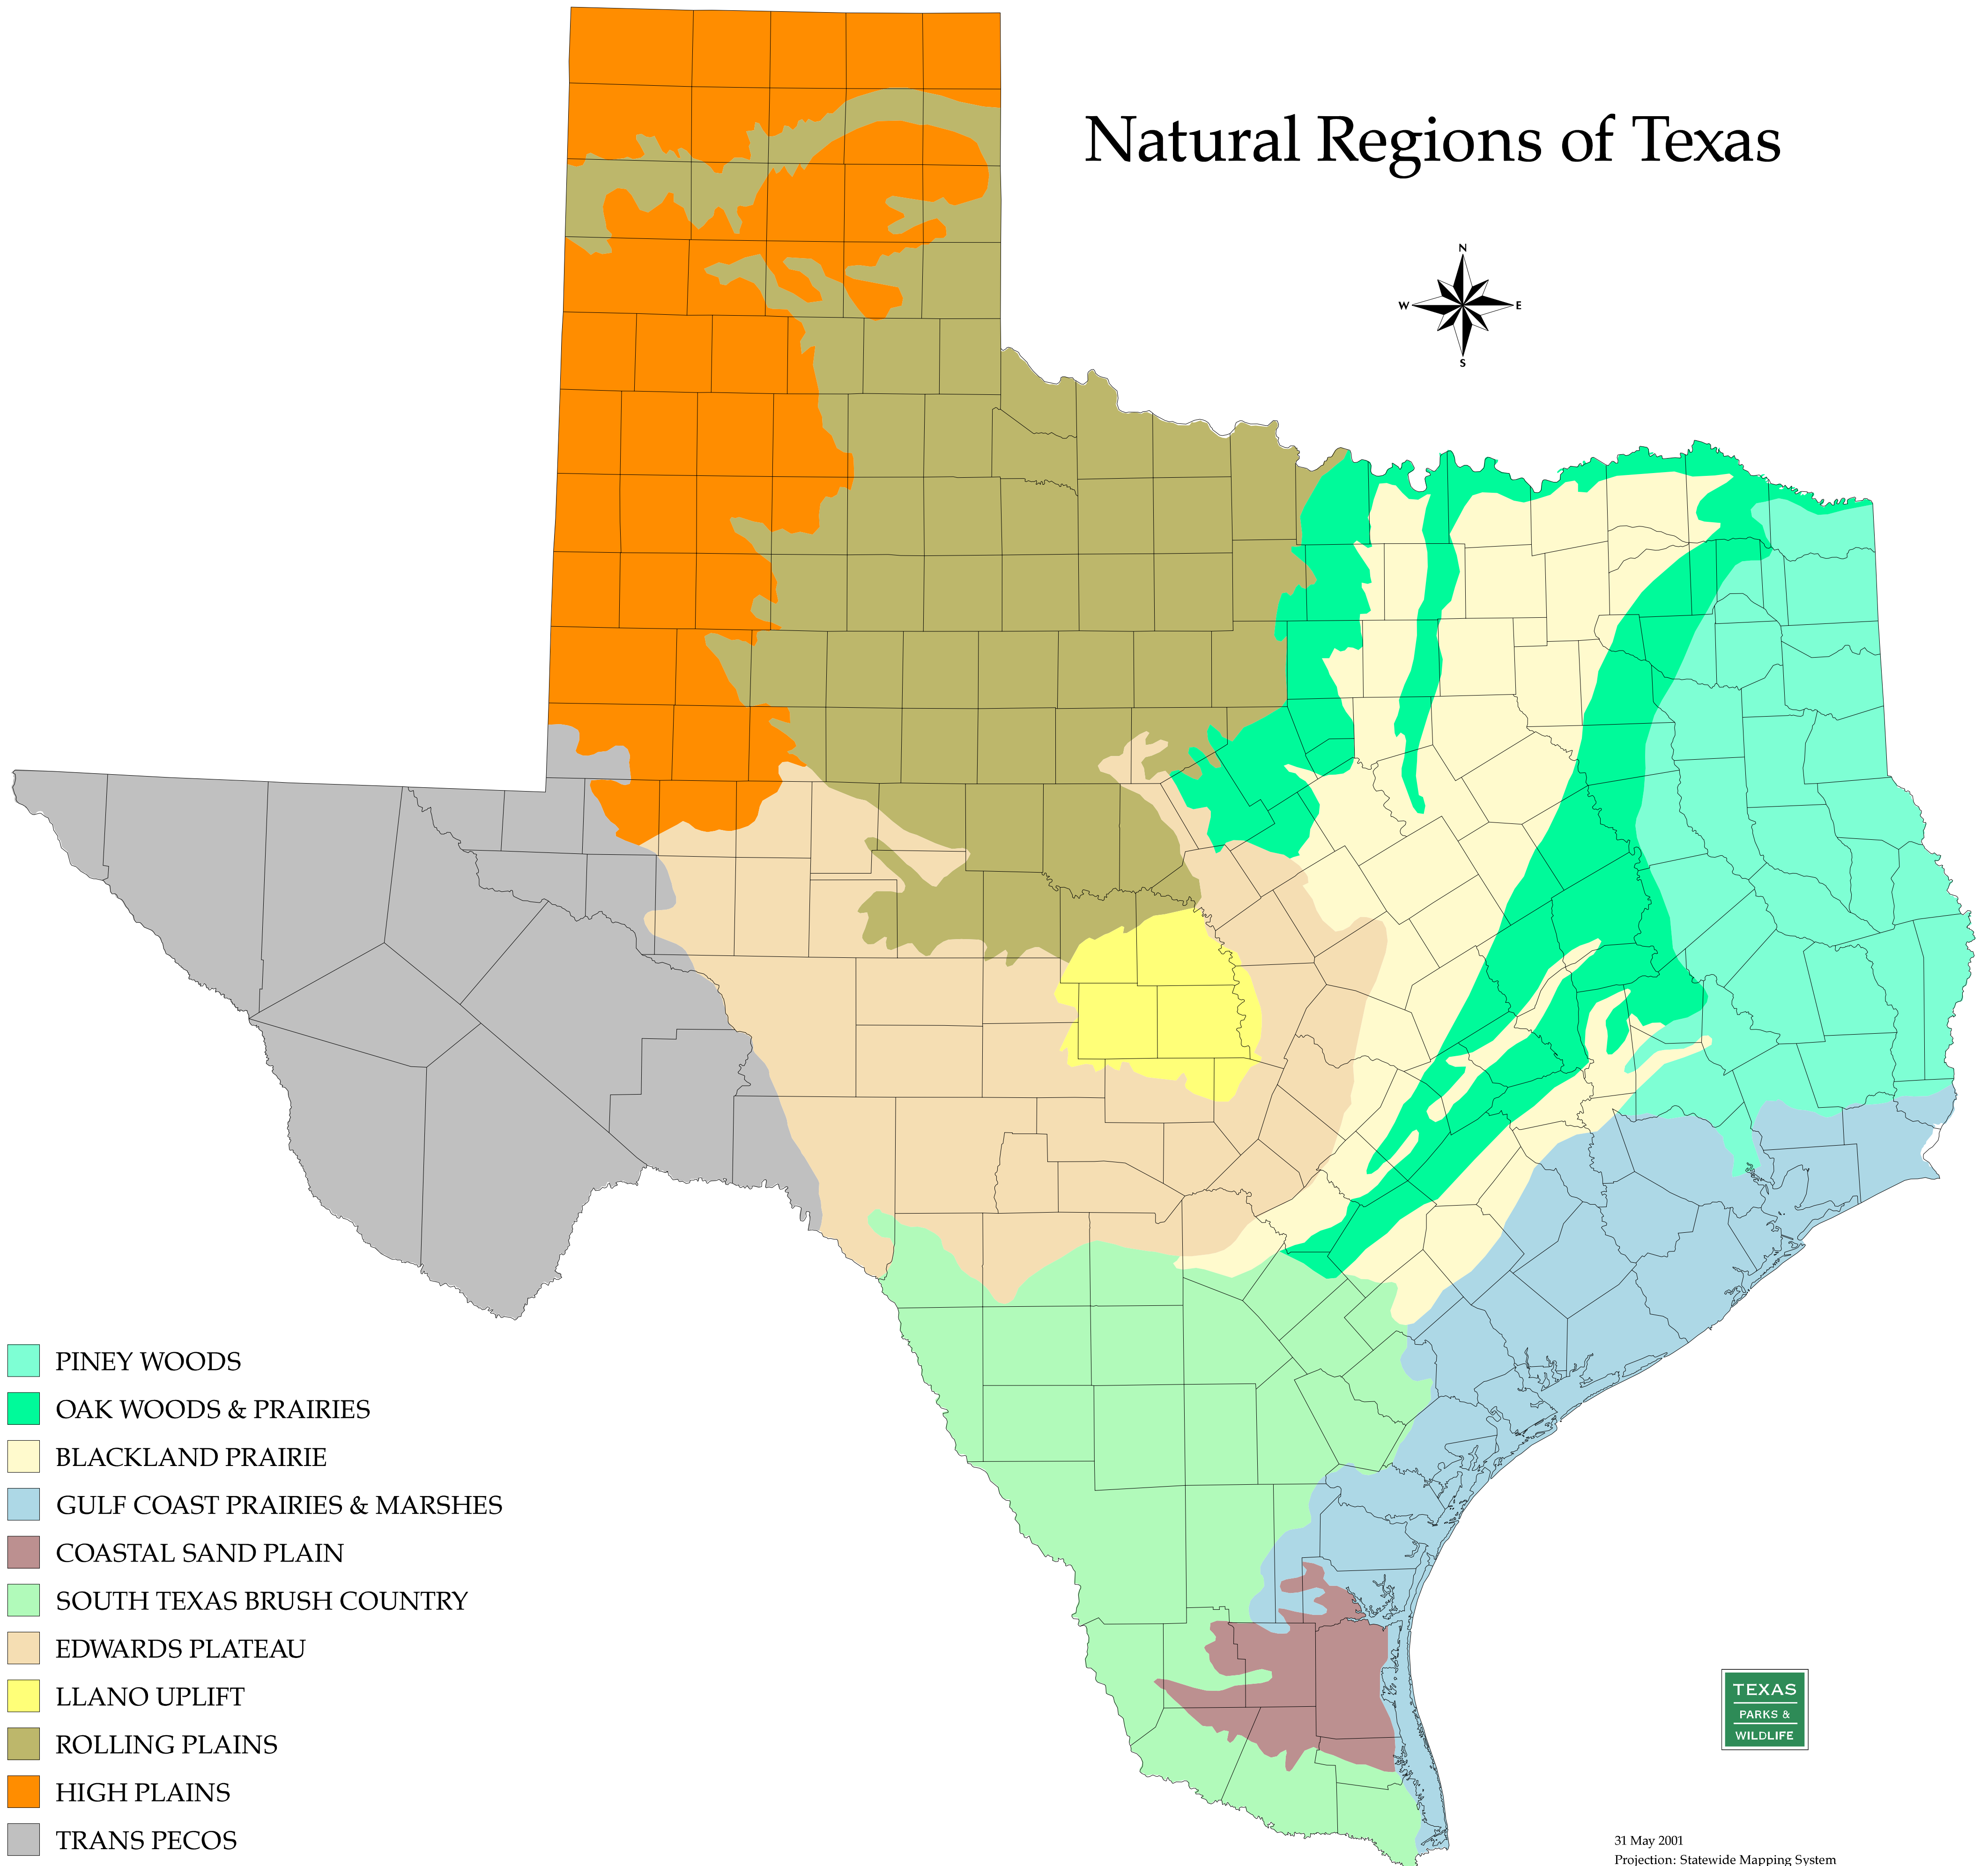 Natural Regions of Texas
N
W E
S
PINEY WOODS
OAK WOODS & PRAIRIES
BLACKLAND PRAIRIE
GULF COAST PRAIRIES & MARSHES
COASTAL SAND PLAIN
SOUTH TEXAS BRUSH COUNTRY
EDWARDS PLATEAU
LLANO UPLIFT
ROLLING PLAINS
HIGH PLAINS
TRANS PECOS
TEXAS
PARKS &
WILDLIFE
31 May 2001
Projection: Statewide Mapping System